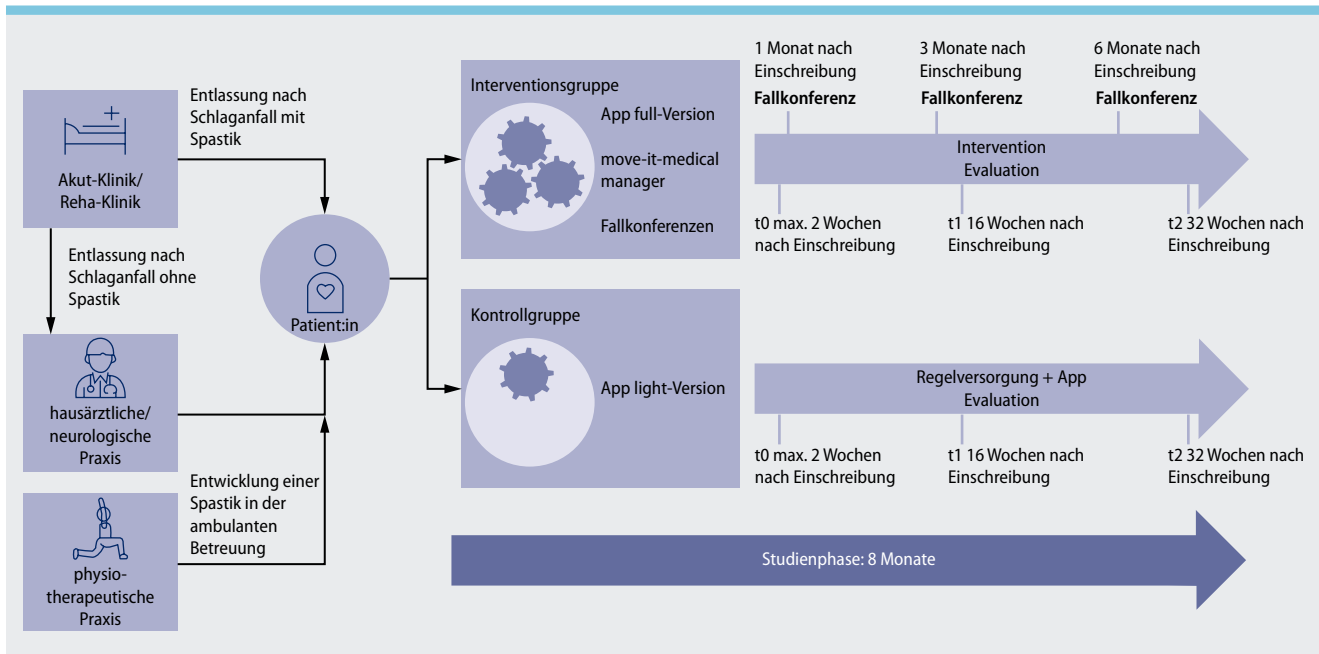 Akut-Klinik/
Reha-Klinik
Entlassung nach
Schlaganfall mit
Spastik
Entlassung nach
Schlaganfall ohne
Spastik
hausärztliche/
neurologische
Praxis
physio-
therapeutische
Praxis
Entwicklung einer
Spastik in der
ambulanten
Betreuung
Patient:in
Interventionsgruppe
App full-Version
move-it-medical
manager
Fallkonferenzen
Kontrollgruppe
App light-Version
1 Monat nach
Einschreibung
Fallkonferenz
3 Monate nach
Einschreibung
Fallkonferenz
6 Monate nach
Einschreibung
Fallkonferenz
Intervention
Evaluation
t0 max. 2 Wochen
nach Einschreibung
t1 16 Wochen nach
Einschreibung
t2 32 Wochen nach
Einschreibung
Regelversorgung + App
Evaluation
t0 max. 2 Wochen
nach Einschreibung
t1 16 Wochen nach
Einschreibung
t2 32 Wochen nach
Einschreibung
Studienphase: 8 Monate